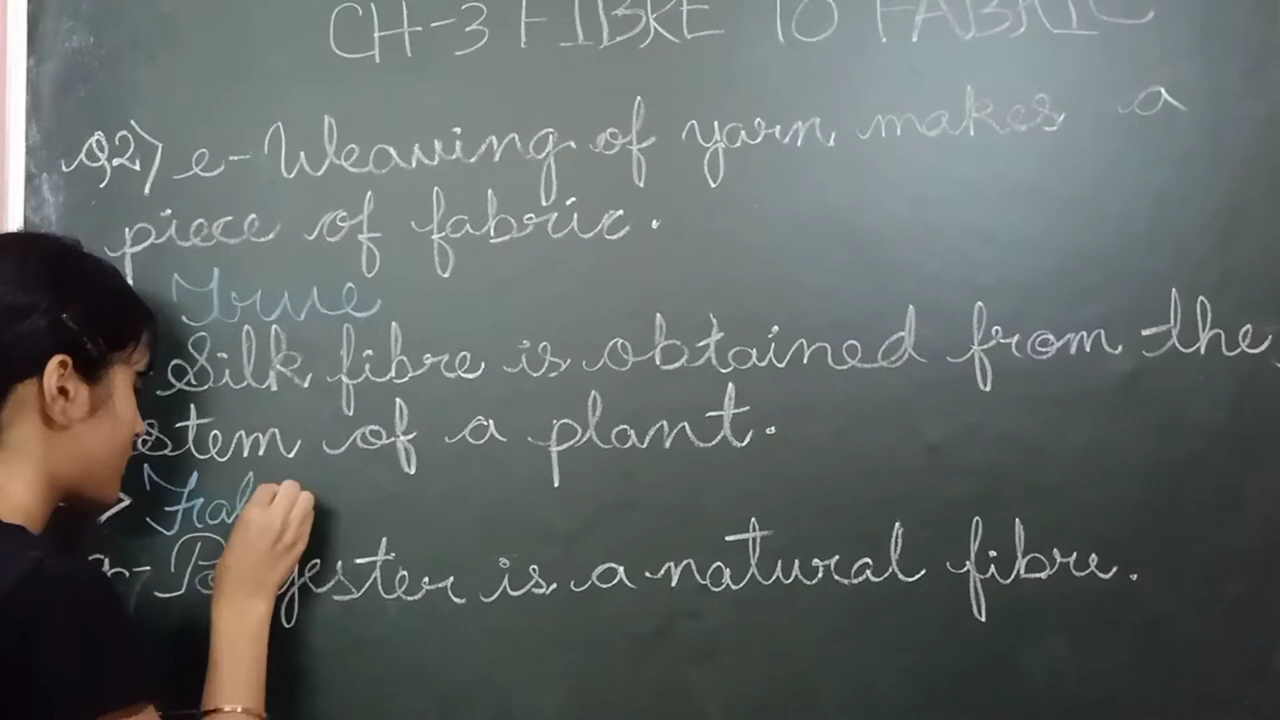 CH-3 FIBRE TO FABRIC
Q2> e- Weaving of yarn makes a
piece of fabric.
True
Silk fibre is obtained from the
stem of a plant.
>
Polyester is a natural fibre.